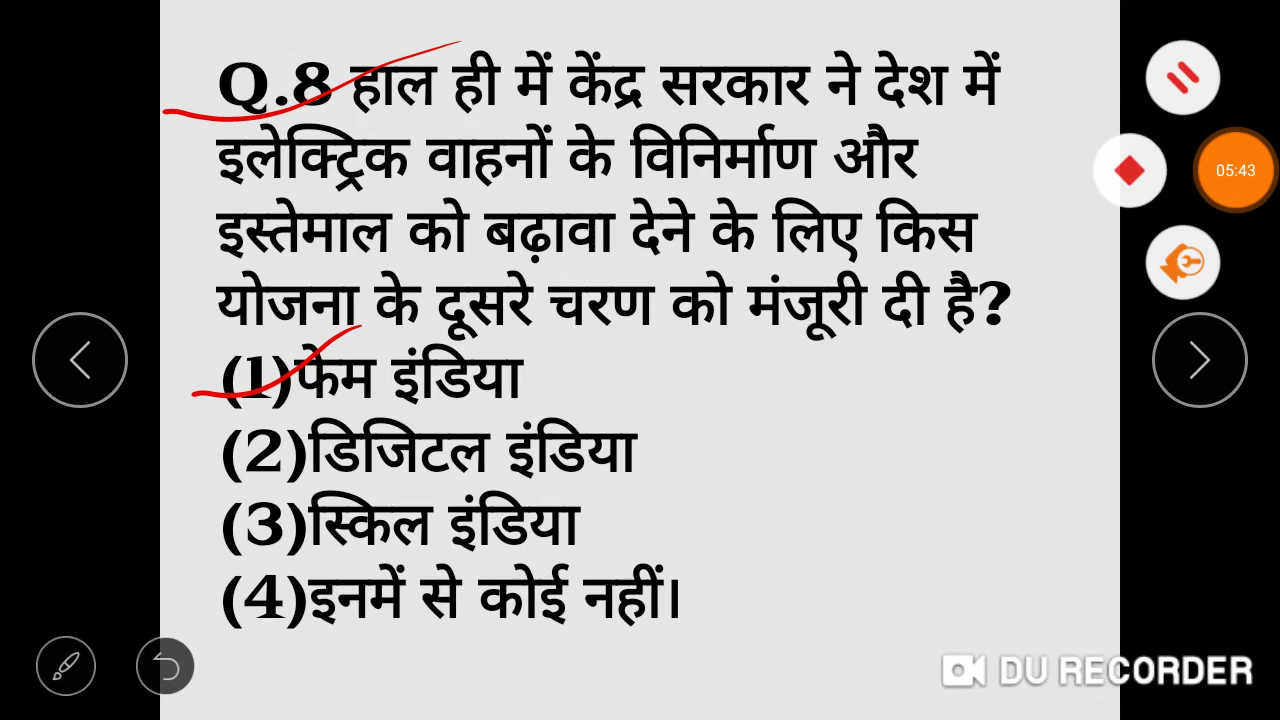 Q.8 हाल ही में केंद्र सरकार ने देश में
इलेक्ट्रिक वाहनों के विनिर्माण और
इस्तेमाल को बढ़ावा देने के लिए किस
योजना के दूसरे चरण को मंजूरी दी है?
(1)फेम इंडिया
(2)डिजिटल इंडिया
(3)स्किल इंडिया
(4)इनमें से कोई नहीं।
05:43
DU RECORDER